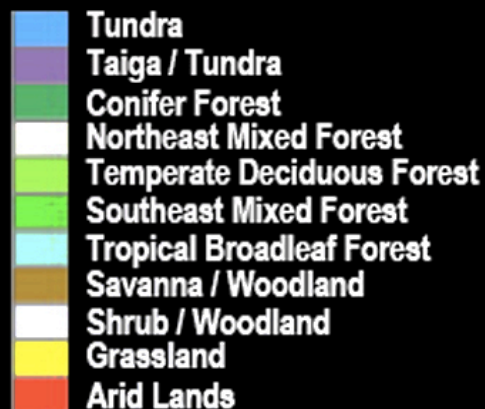 Tundra
Taiga / Tundra
Conifer Forest
Northeast Mixed Forest
Temperate Deciduous Forest
Southeast Mixed Forest
Tropical Broadleaf Forest
Savanna / Woodland
Shrub / Woodland
Grassland
Arid Lands